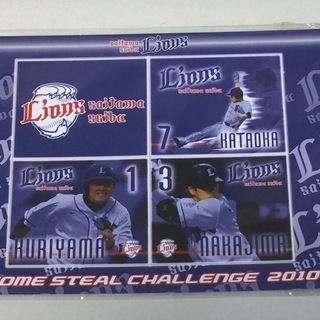 saitama
seibu Lions
Lions saitama
seibu
Lions
saitama seibu
7 KATAOKA
Lions
saitama seibu
1
KURIYAMA
Lions
saitama seibu
3
NAKAJIMA
OME STEAL CHALLENGE 2010